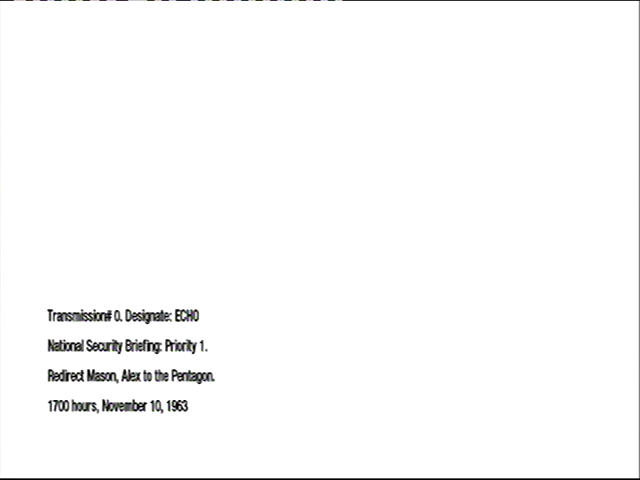 Transmission# 0. Designate: ECHO
National Security Briefing: Priority 1.
Redirect Mason, Alex to the Pentagon.
1700 hours, November 10, 1963